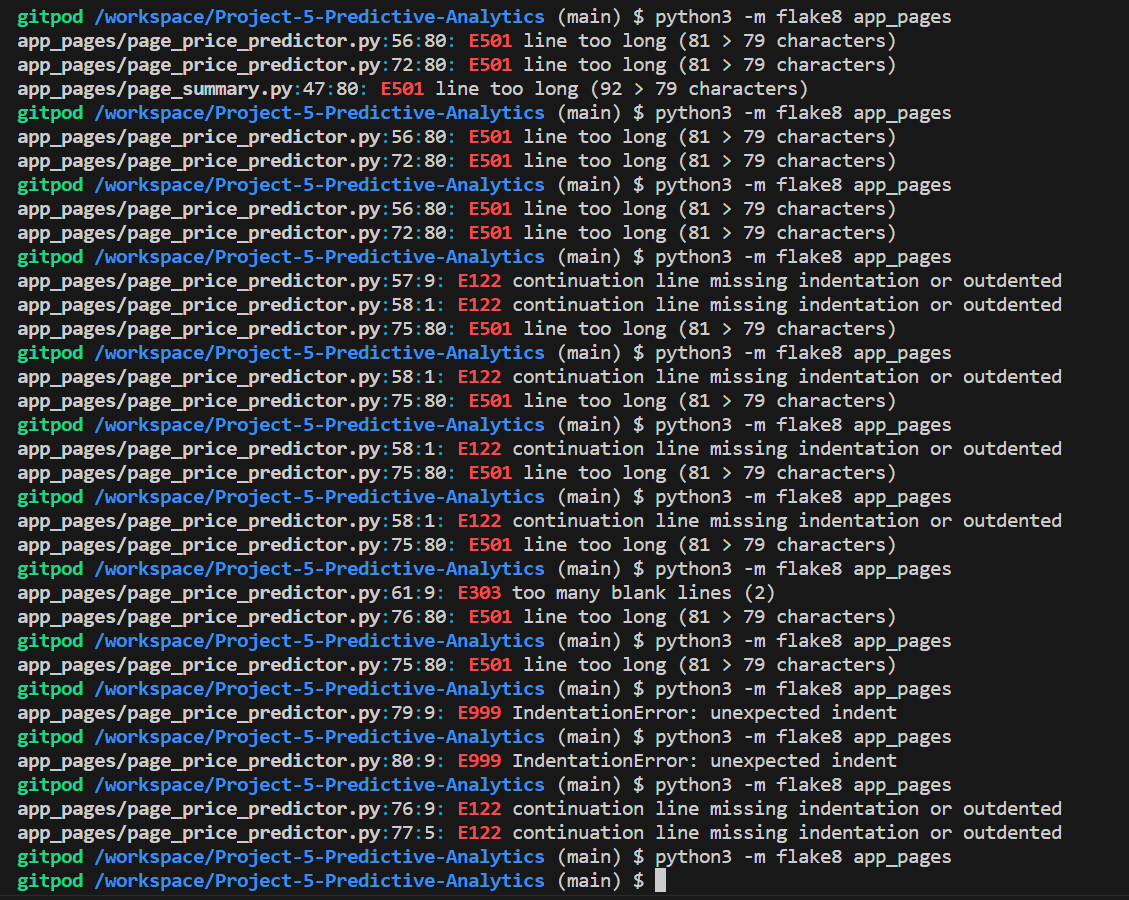 gitpod /workspace/Project-5-Predictive-Analytics (main) $ python3 -m flake8 app_pages
app_pages/page_price_predictor.py:56:80: E501 line too long (81 > 79 characters)
app_pages/page_price_predictor.py:72:80: E501 line too long (81 > 79 characters)
app_pages/page_summary.py:47:80: E501 line too long (92 > 79 characters)
gitpod /workspace/Project-5-Predictive-Analytics (main) $ python3 -m flake8 app_pages
app_pages/page_price_predictor.py:56:80: E501 line too long (81 > 79 characters)
app_pages/page_price_predictor.py:72:80: E501 line too long (81 > 79 characters)
gitpod /workspace/Project-5-Predictive-Analytics (main) $ python3 -m flake8 app_pages
app_pages/page_price_predictor.py:56:80: E501 line too long (81 > 79 characters)
app_pages/page_price_predictor.py:72:80: E501 line too long (81 > 79 characters)
gitpod /workspace/Project-5-Predictive-Analytics (main) $ python3 -m flake8 app_pages
app_pages/page_price_predictor.py:57:9: E122 continuation line missing indentation or outdented
app_pages/page_price_predictor.py:58:1: E122 continuation line missing indentation or outdented
app_pages/page_price_predictor.py:75:80: E501 line too long (81 > 79 characters)
gitpod /workspace/Project-5-Predictive-Analytics (main) $ python3 -m flake8 app_pages
app_pages/page_price_predictor.py:58:1: E122 continuation line missing indentation or outdented
app_pages/page_price_predictor.py:75:80: E501 line too long (81 > 79 characters)
gitpod /workspace/Project-5-Predictive-Analytics (main) $ python3 -m flake8 app_pages
app_pages/page_price_predictor.py:58:1: E122 continuation line missing indentation or outdented
app_pages/page_price_predictor.py:75:80: E501 line too long (81 > 79 characters)
gitpod /workspace/Project-5-Predictive-Analytics (main) $ python3 -m flake8 app_pages
app_pages/page_price_predictor.py:58:1: E122 continuation line missing indentation or outdented
app_pages/page_price_predictor.py:75:80: E501 line too long (81 > 79 characters)
gitpod /workspace/Project-5-Predictive-Analytics (main) $ python3 -m flake8 app_pages
app_pages/page_price_predictor.py:61:9: E303 too many blank lines (2)
app_pages/page_price_predictor.py:76:80: E501 line too long (81 > 79 characters)
gitpod /workspace/Project-5-Predictive-Analytics (main) $ python3 -m flake8 app_pages
app_pages/page_price_predictor.py:75:80: E501 line too long (81 > 79 characters)
gitpod /workspace/Project-5-Predictive-Analytics (main) $ python3 -m flake8 app_pages
app_pages/page_price_predictor.py:79:9: E999 IndentationError: unexpected indent
gitpod /workspace/Project-5-Predictive-Analytics (main) $ python3 -m flake8 app_pages
app_pages/page_price_predictor.py:80:9: E999 IndentationError: unexpected indent
gitpod /workspace/Project-5-Predictive-Analytics (main) $ python3 -m flake8 app_pages
app_pages/page_price_predictor.py:76:9: E122 continuation line missing indentation or outdented
app_pages/page_price_predictor.py:77:5: E122 continuation line missing indentation or outdented
gitpod /workspace/Project-5-Predictive-Analytics (main) $ python3 -m flake8 app_pages
gitpod /workspace/Project-5-Predictive-Analytics (main) $